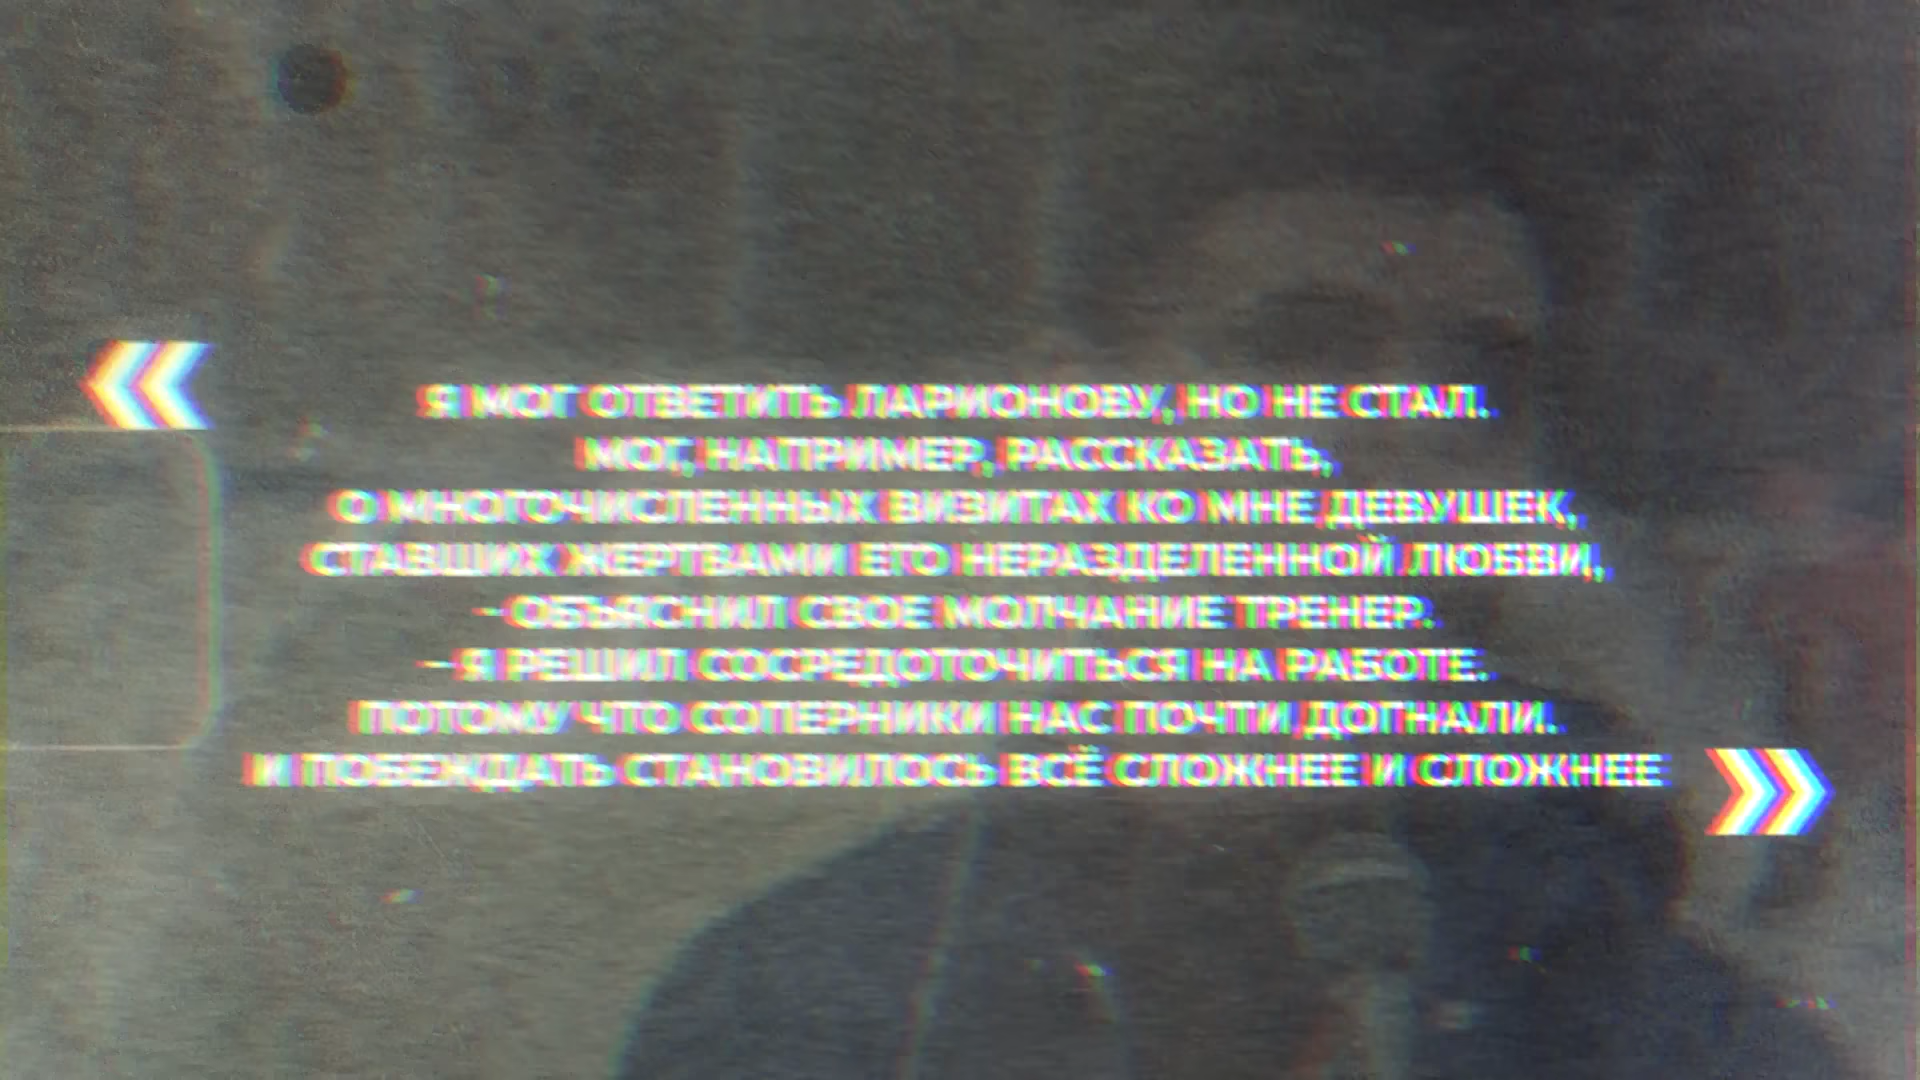 « Я МОГ ОТВЕТИТЬ ЛАРИОНОВУ, НО НЕ СТАЛ.
МОГ, НАПРИМЕР, РАССКАЗАТЬ,
О МНОГОЧИСЛЕННЫХ ВИЗИТАХ КО МНЕ ДЕВУШЕК,
СТАВШИХ ЖЕРТВАМИ ЕГО НЕРАЗДЕЛЕННОЙ ЛЮБВИ,
- ОБЪЯСНИЛ СВОЕ МОЛЧАНИЕ ТРЕНЕР.
– Я РЕШИЛ СОСРЕДОТОЧИТЬСЯ НА РАБОТЕ.
ПОТОМУ ЧТО СОПЕРНИКИ НАС ПОЧТИ ДОГНАЛИ.
И ПОБЕЖДАТЬ СТАНОВИЛОСЬ ВСЁ СЛОЖНЕЕ И СЛОЖНЕЕ »